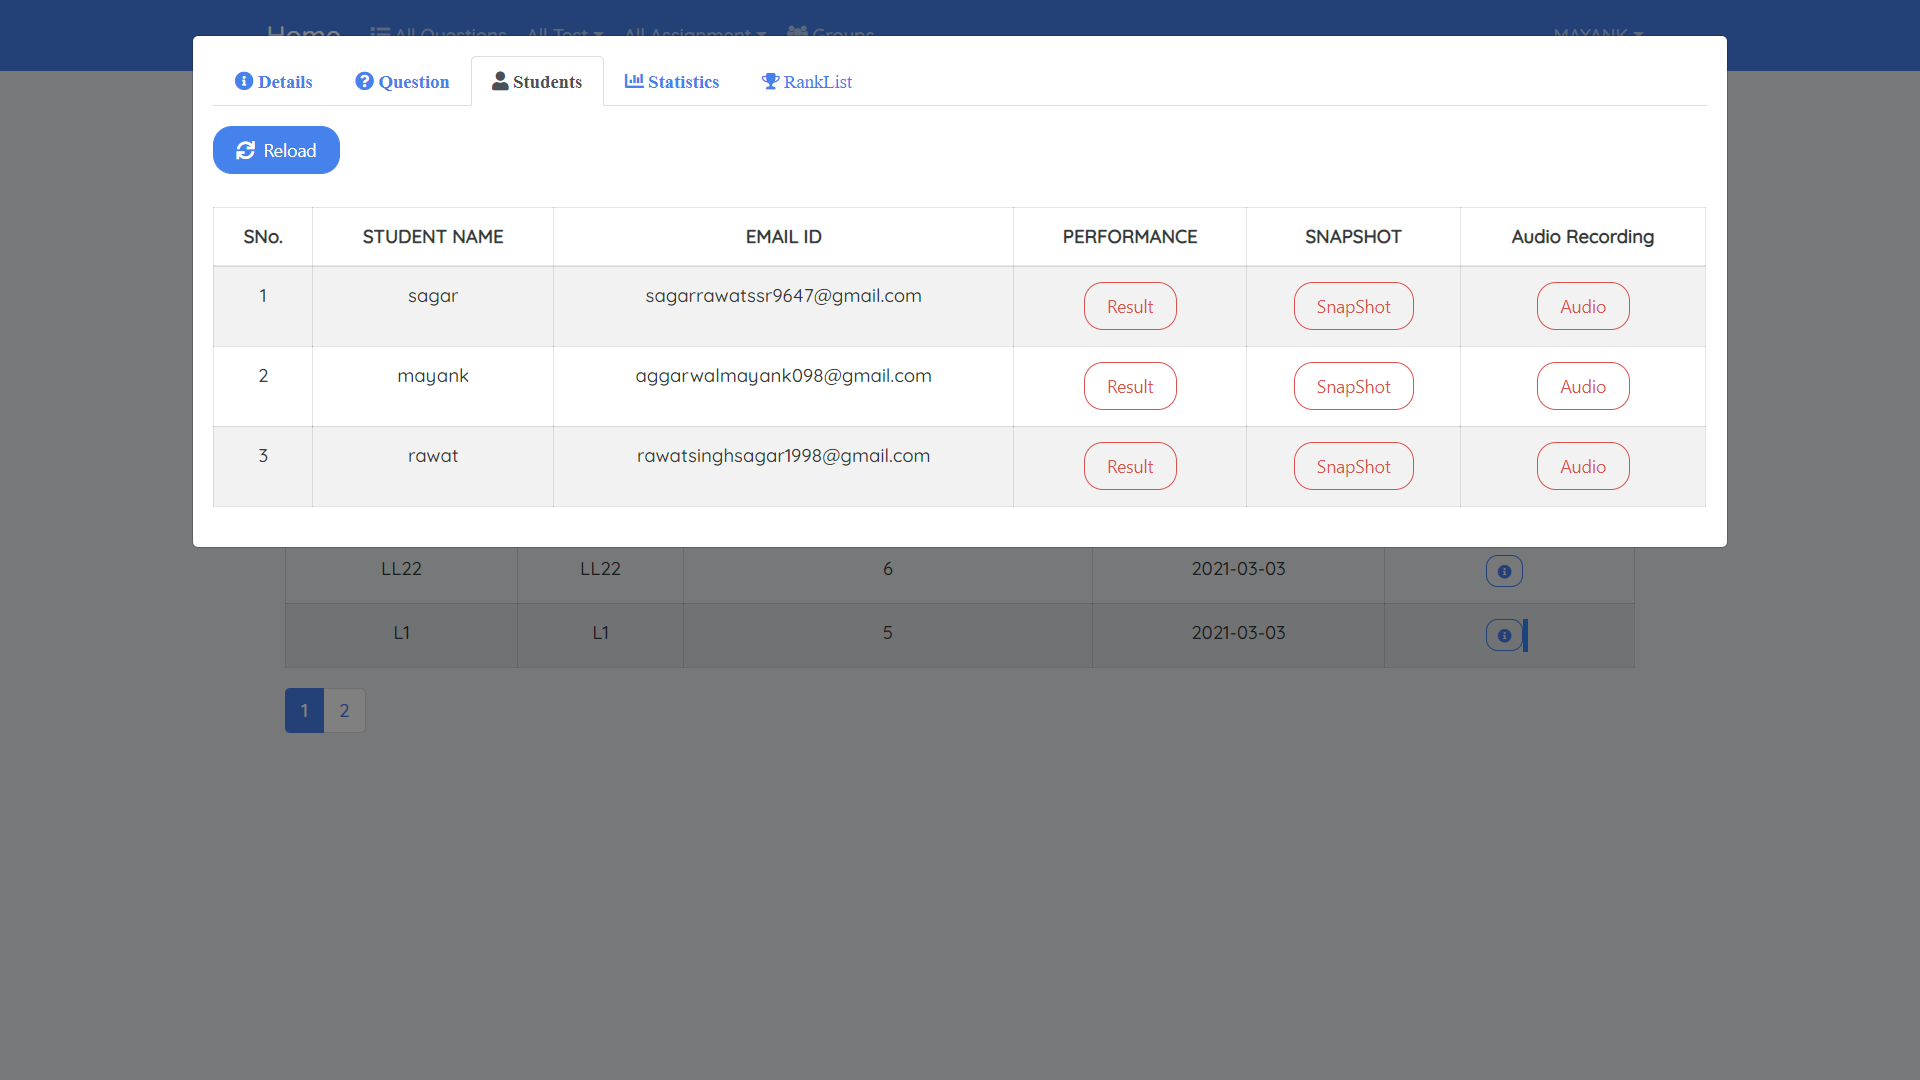 Home All Questions All Test All Assignment Groups MAYANK
Details Question Students Statistics RankList
Reload
SNo. STUDENT NAME EMAIL ID PERFORMANCE SNAPSHOT Audio Recording
1 sagar sagarrawatssr9647@gmail.com Result SnapShot Audio
2 mayank aggarwalmayank098@gmail.com Result SnapShot Audio
3 rawat rawatsinghsagar1998@gmail.com Result SnapShot Audio
LL22 LL22 6 2021-03-03
L1 L1 5 2021-03-03
1 2